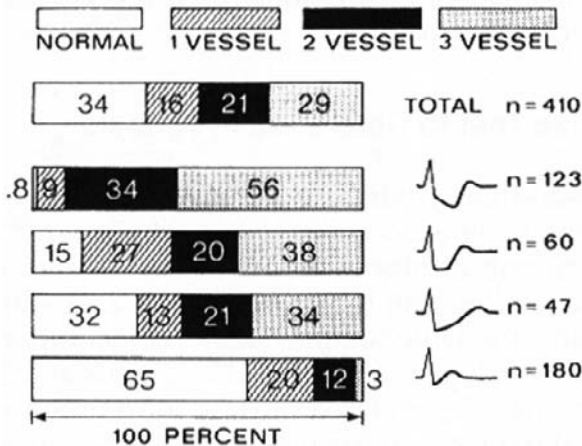 NORMAL 1 VESSEL 2 VESSEL 3 VESSEL
34 16 21 29 TOTAL n=410
.8 9 34 56 n=123
15 27 20 38 n=60
32 13 21 34 n=47
65 20 12 3 n=180
100 PERCENT